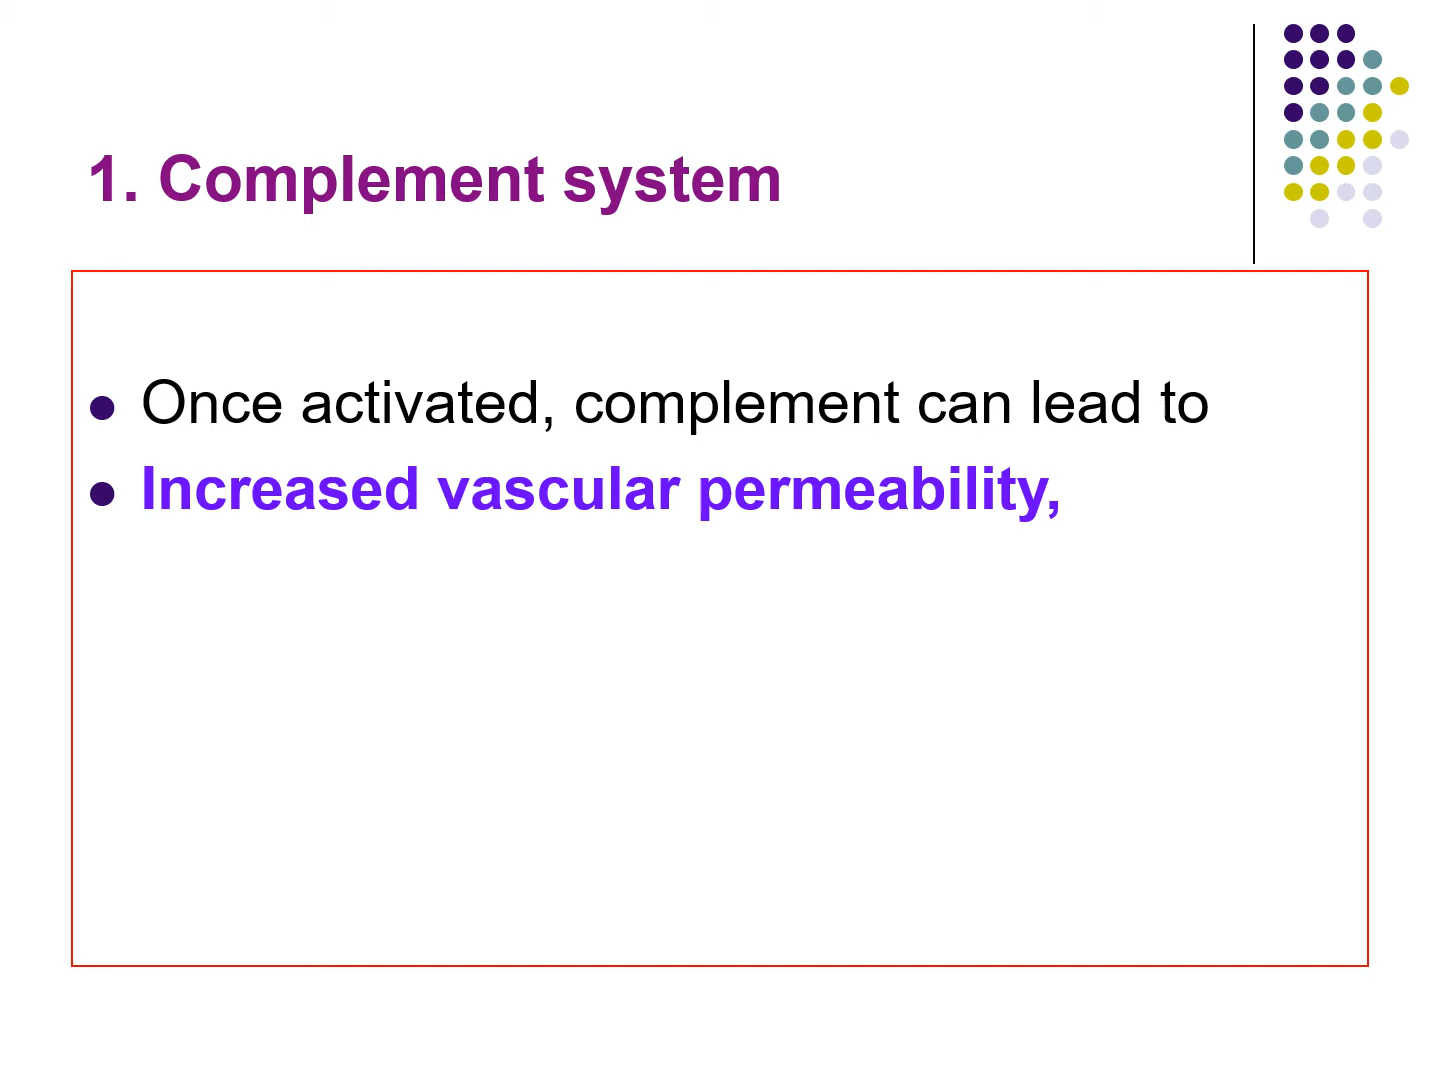 1. Complement system
● Once activated, complement can lead to
● Increased vascular permeability,